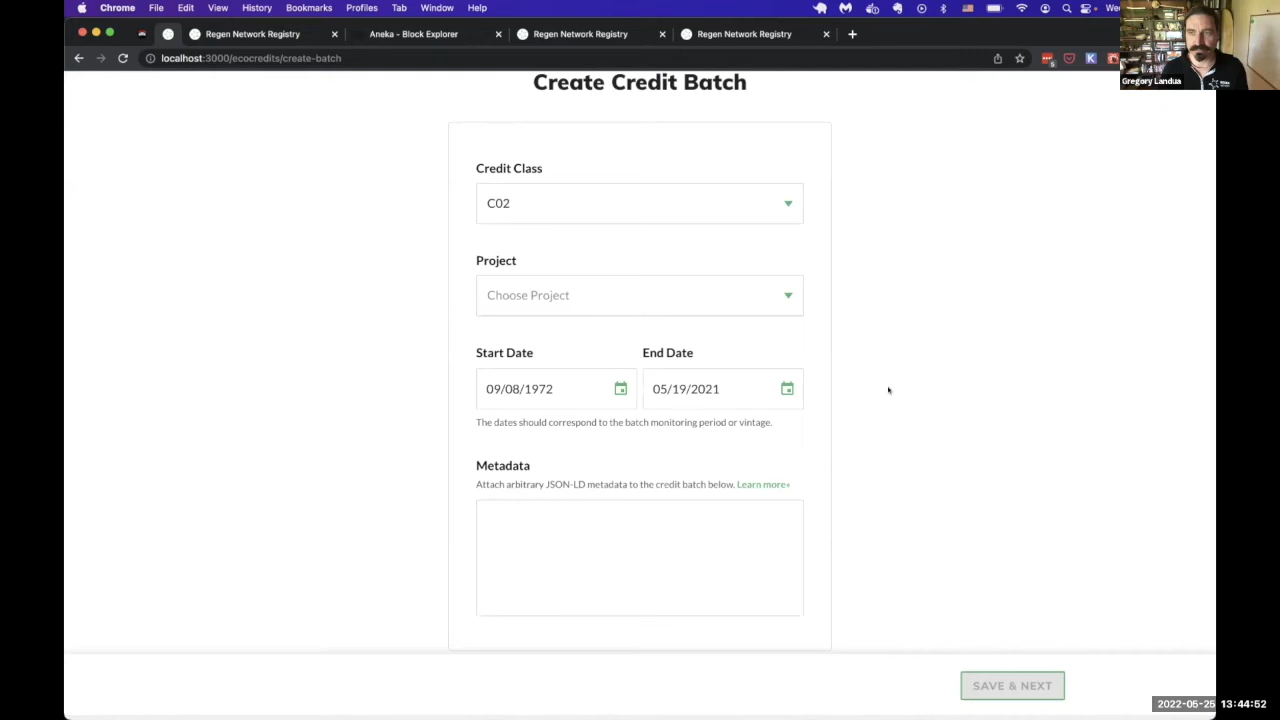 Chrome File Edit View History Bookmarks Profiles Tab Window Help
Regen Network Registry
Aneka - Block Explorer
Regen Network Registry
Regen Network Registry
localhost:3000/ecocredits/create-batch
5
Gregory Landua
Create Credit Batch
Credit Class
C02
Project
Choose Project
Start Date End Date
09/08/1972 05/19/2021
The dates should correspond to the batch monitoring period or vintage.
Metadata
Attach arbitrary JSON-LD metadata to the credit batch below. Learn more»
SAVE & NEXT
2022-05-25 13:44:52